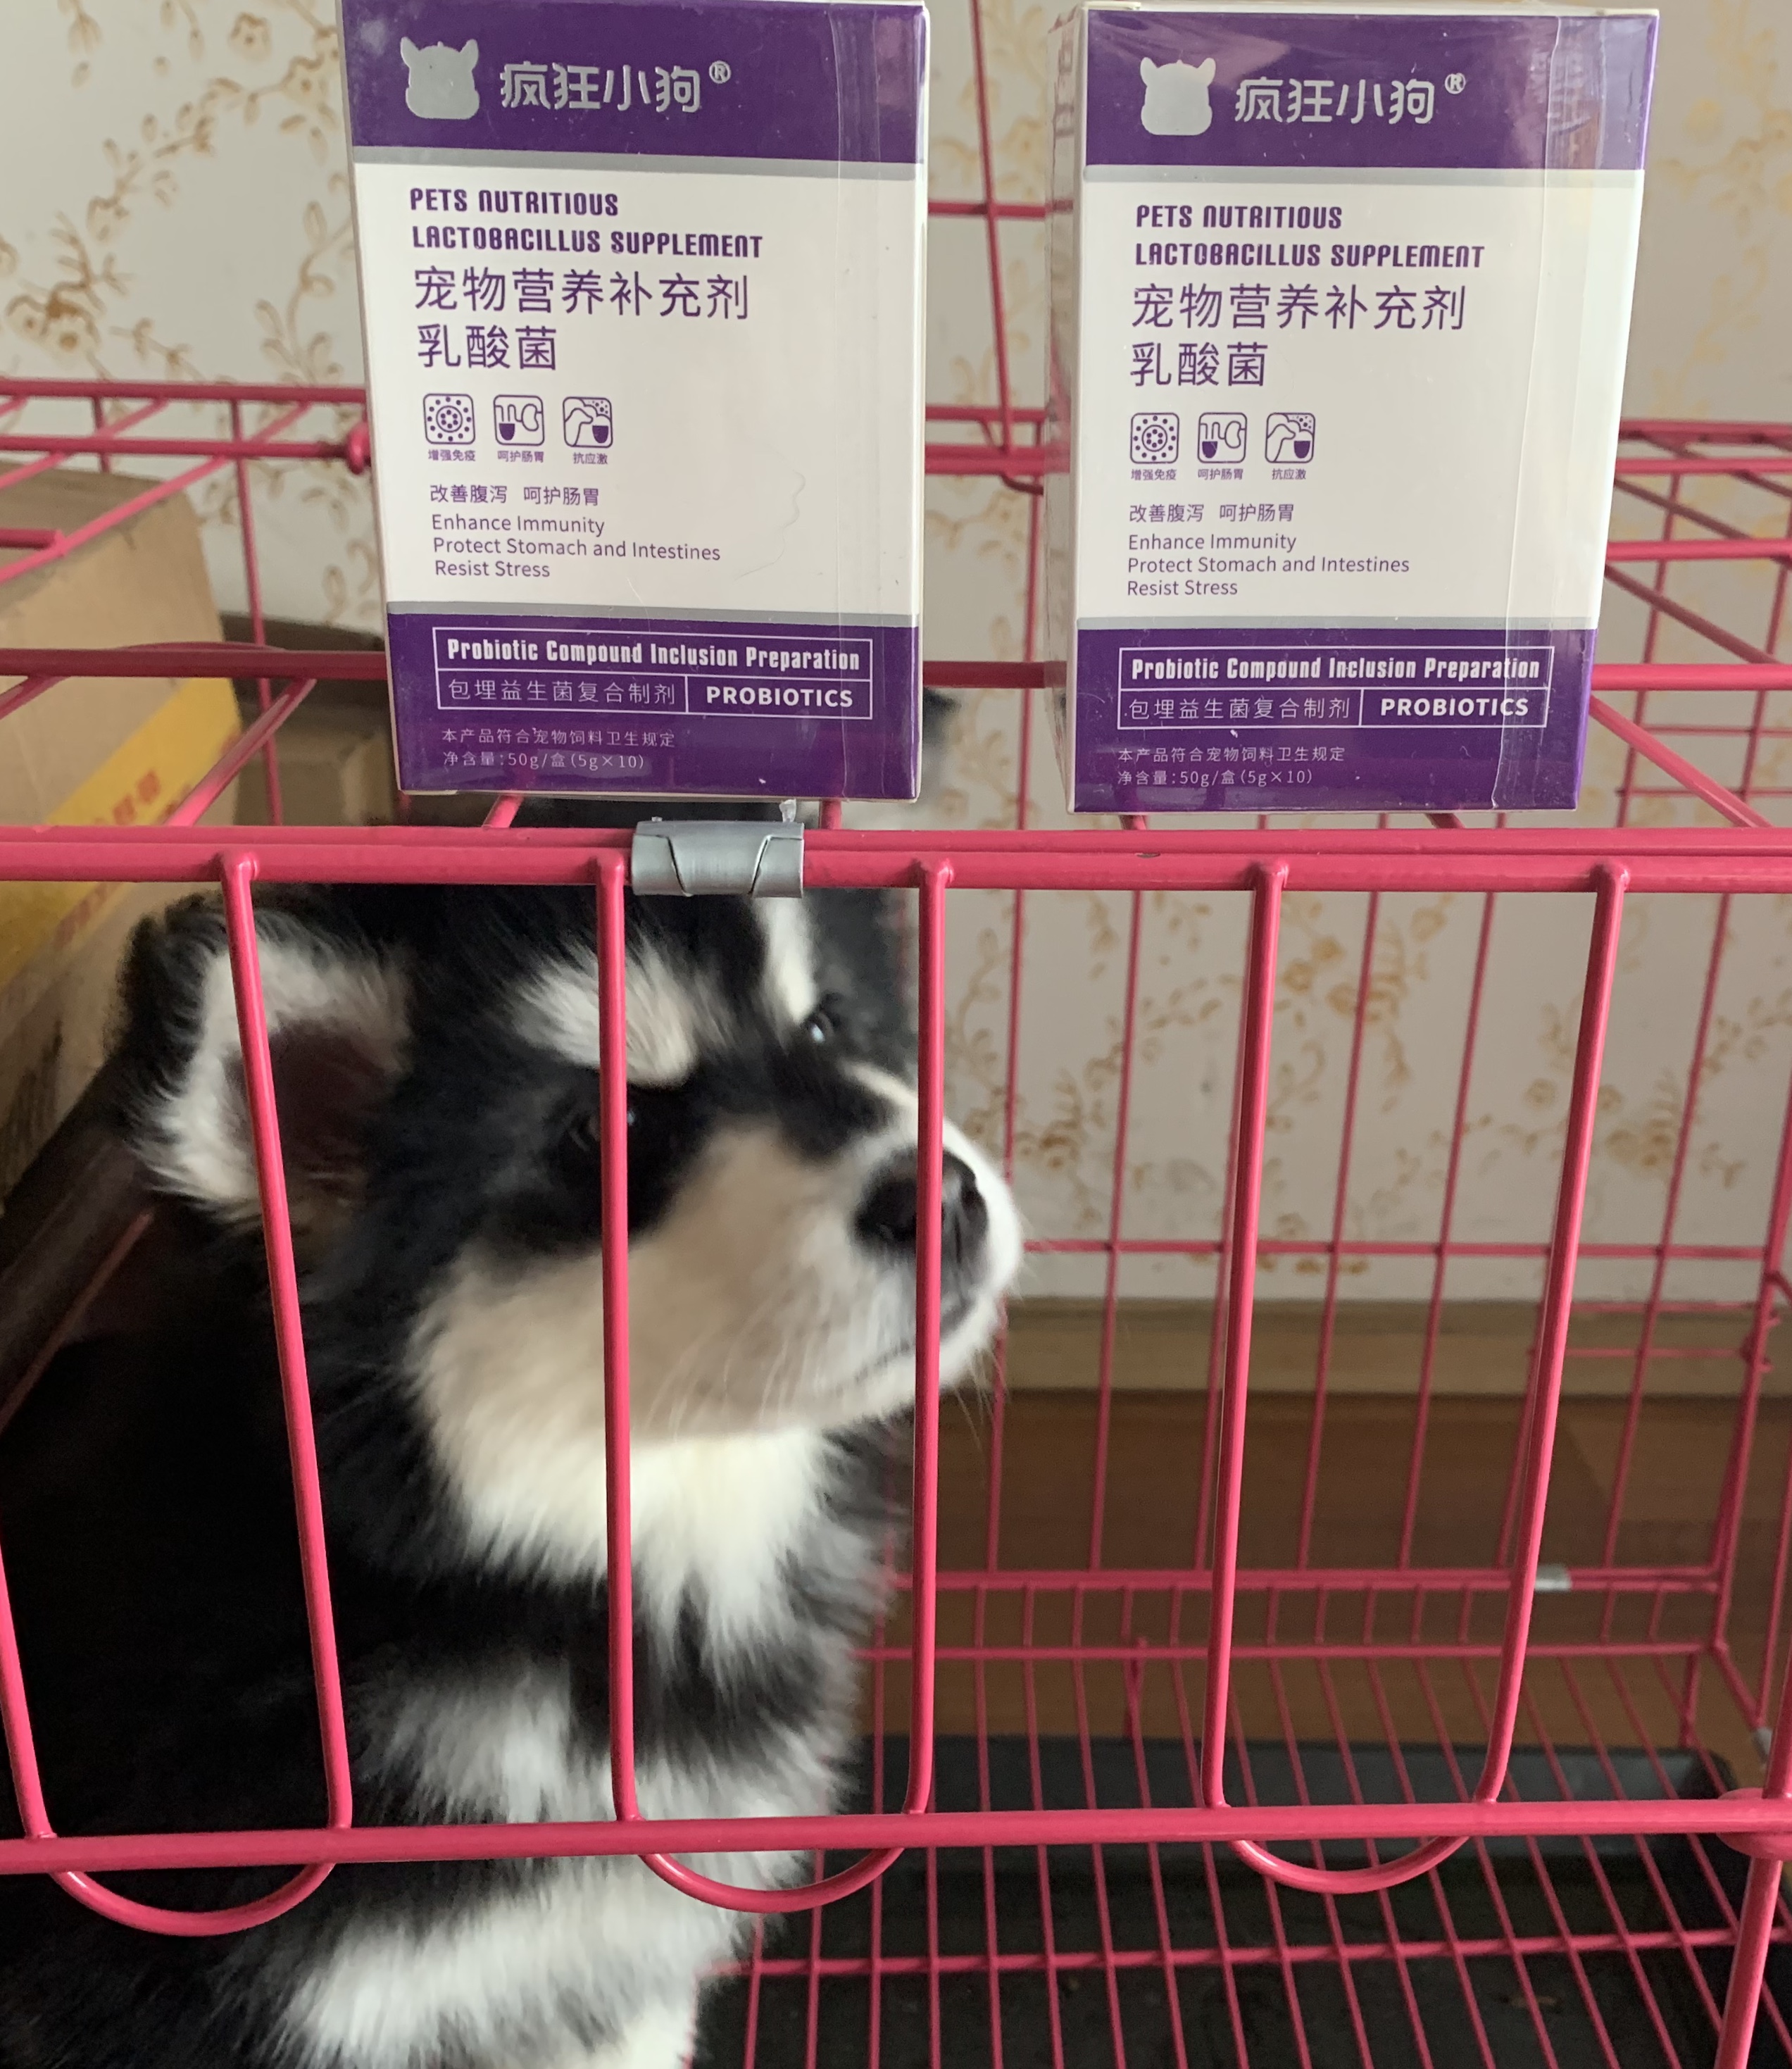 疯狂小狗®
PETS NUTRITIOUS
LACTOBACILLUS SUPPLEMENT
宠物营养补充剂
乳酸菌
增强免疫 呵护肠胃 抗应激
改善腹泻 呵护肠胃
Enhance Immunity
Protect Stomach and Intestines
Resist Stress
Probiotic Compound Inclusion Preparation
包埋益生菌复合制剂 PROBIOTICS
本产品符合宠物饲料卫生规定
净含量:50g/盒(5g×10)
疯狂小狗®
PETS NUTRITIOUS
LACTOBACILLUS SUPPLEMENT
宠物营养补充剂
乳酸菌
增强免疫 呵护肠胃 抗应激
改善腹泻 呵护肠胃
Enhance Immunity
Protect Stomach and Intestines
Resist Stress
Probiotic Compound Inclusion Preparation
包埋益生菌复合制剂 PROBIOTICS
本产品符合宠物饲料卫生规定
净含量:50g/盒(5g×10)